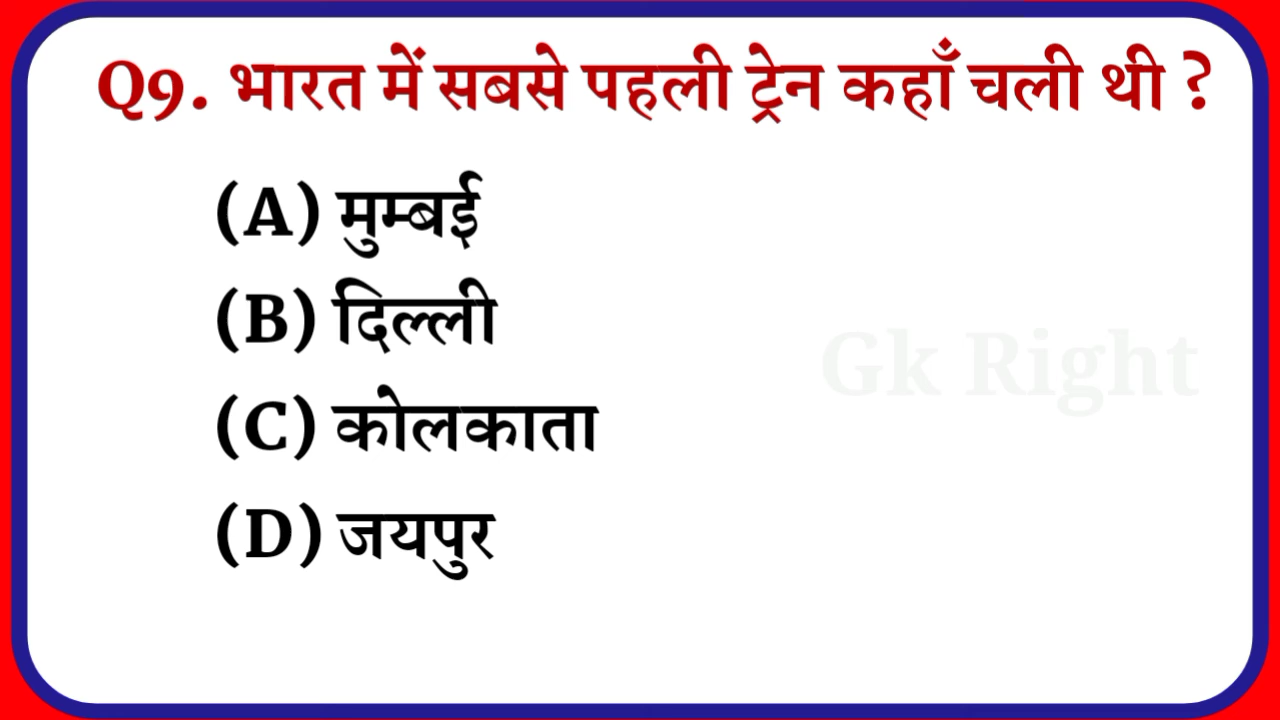 Q9. भारत में सबसे पहली ट्रेन कहाँ चली थी ?
(A) मुम्बई
(B) दिल्ली
Gk Right
(C) कोलकाता
(D) जयपुर